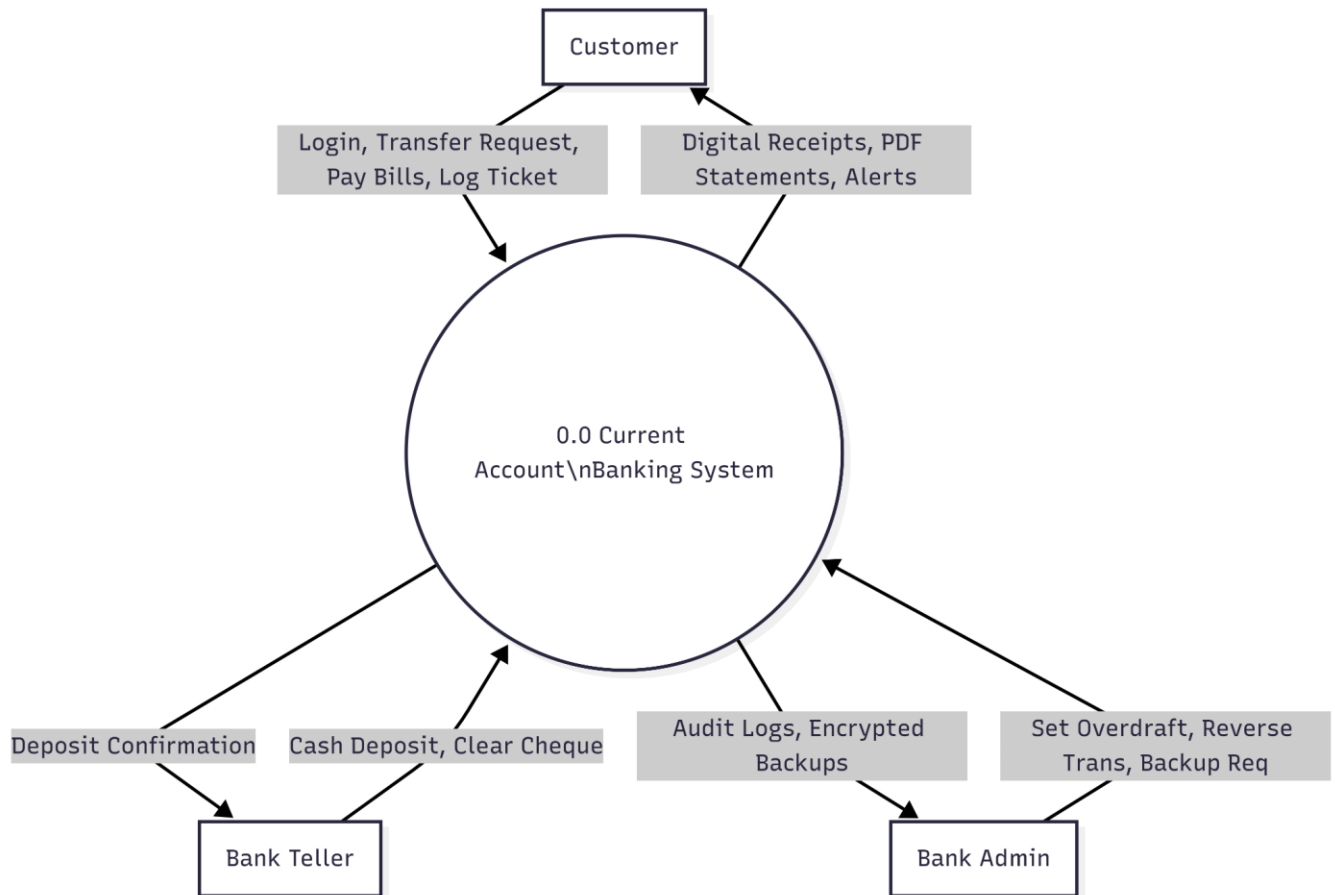 Customer
Login, Transfer Request,
Pay Bills, Log Ticket
Digital Receipts, PDF
Statements, Alerts
0.0 Current
Account\nBanking System
Deposit Confirmation
Cash Deposit, Clear Cheque
Audit Logs, Encrypted
Backups
Set Overdraft, Reverse
Trans, Backup Req
Bank Teller
Bank Admin